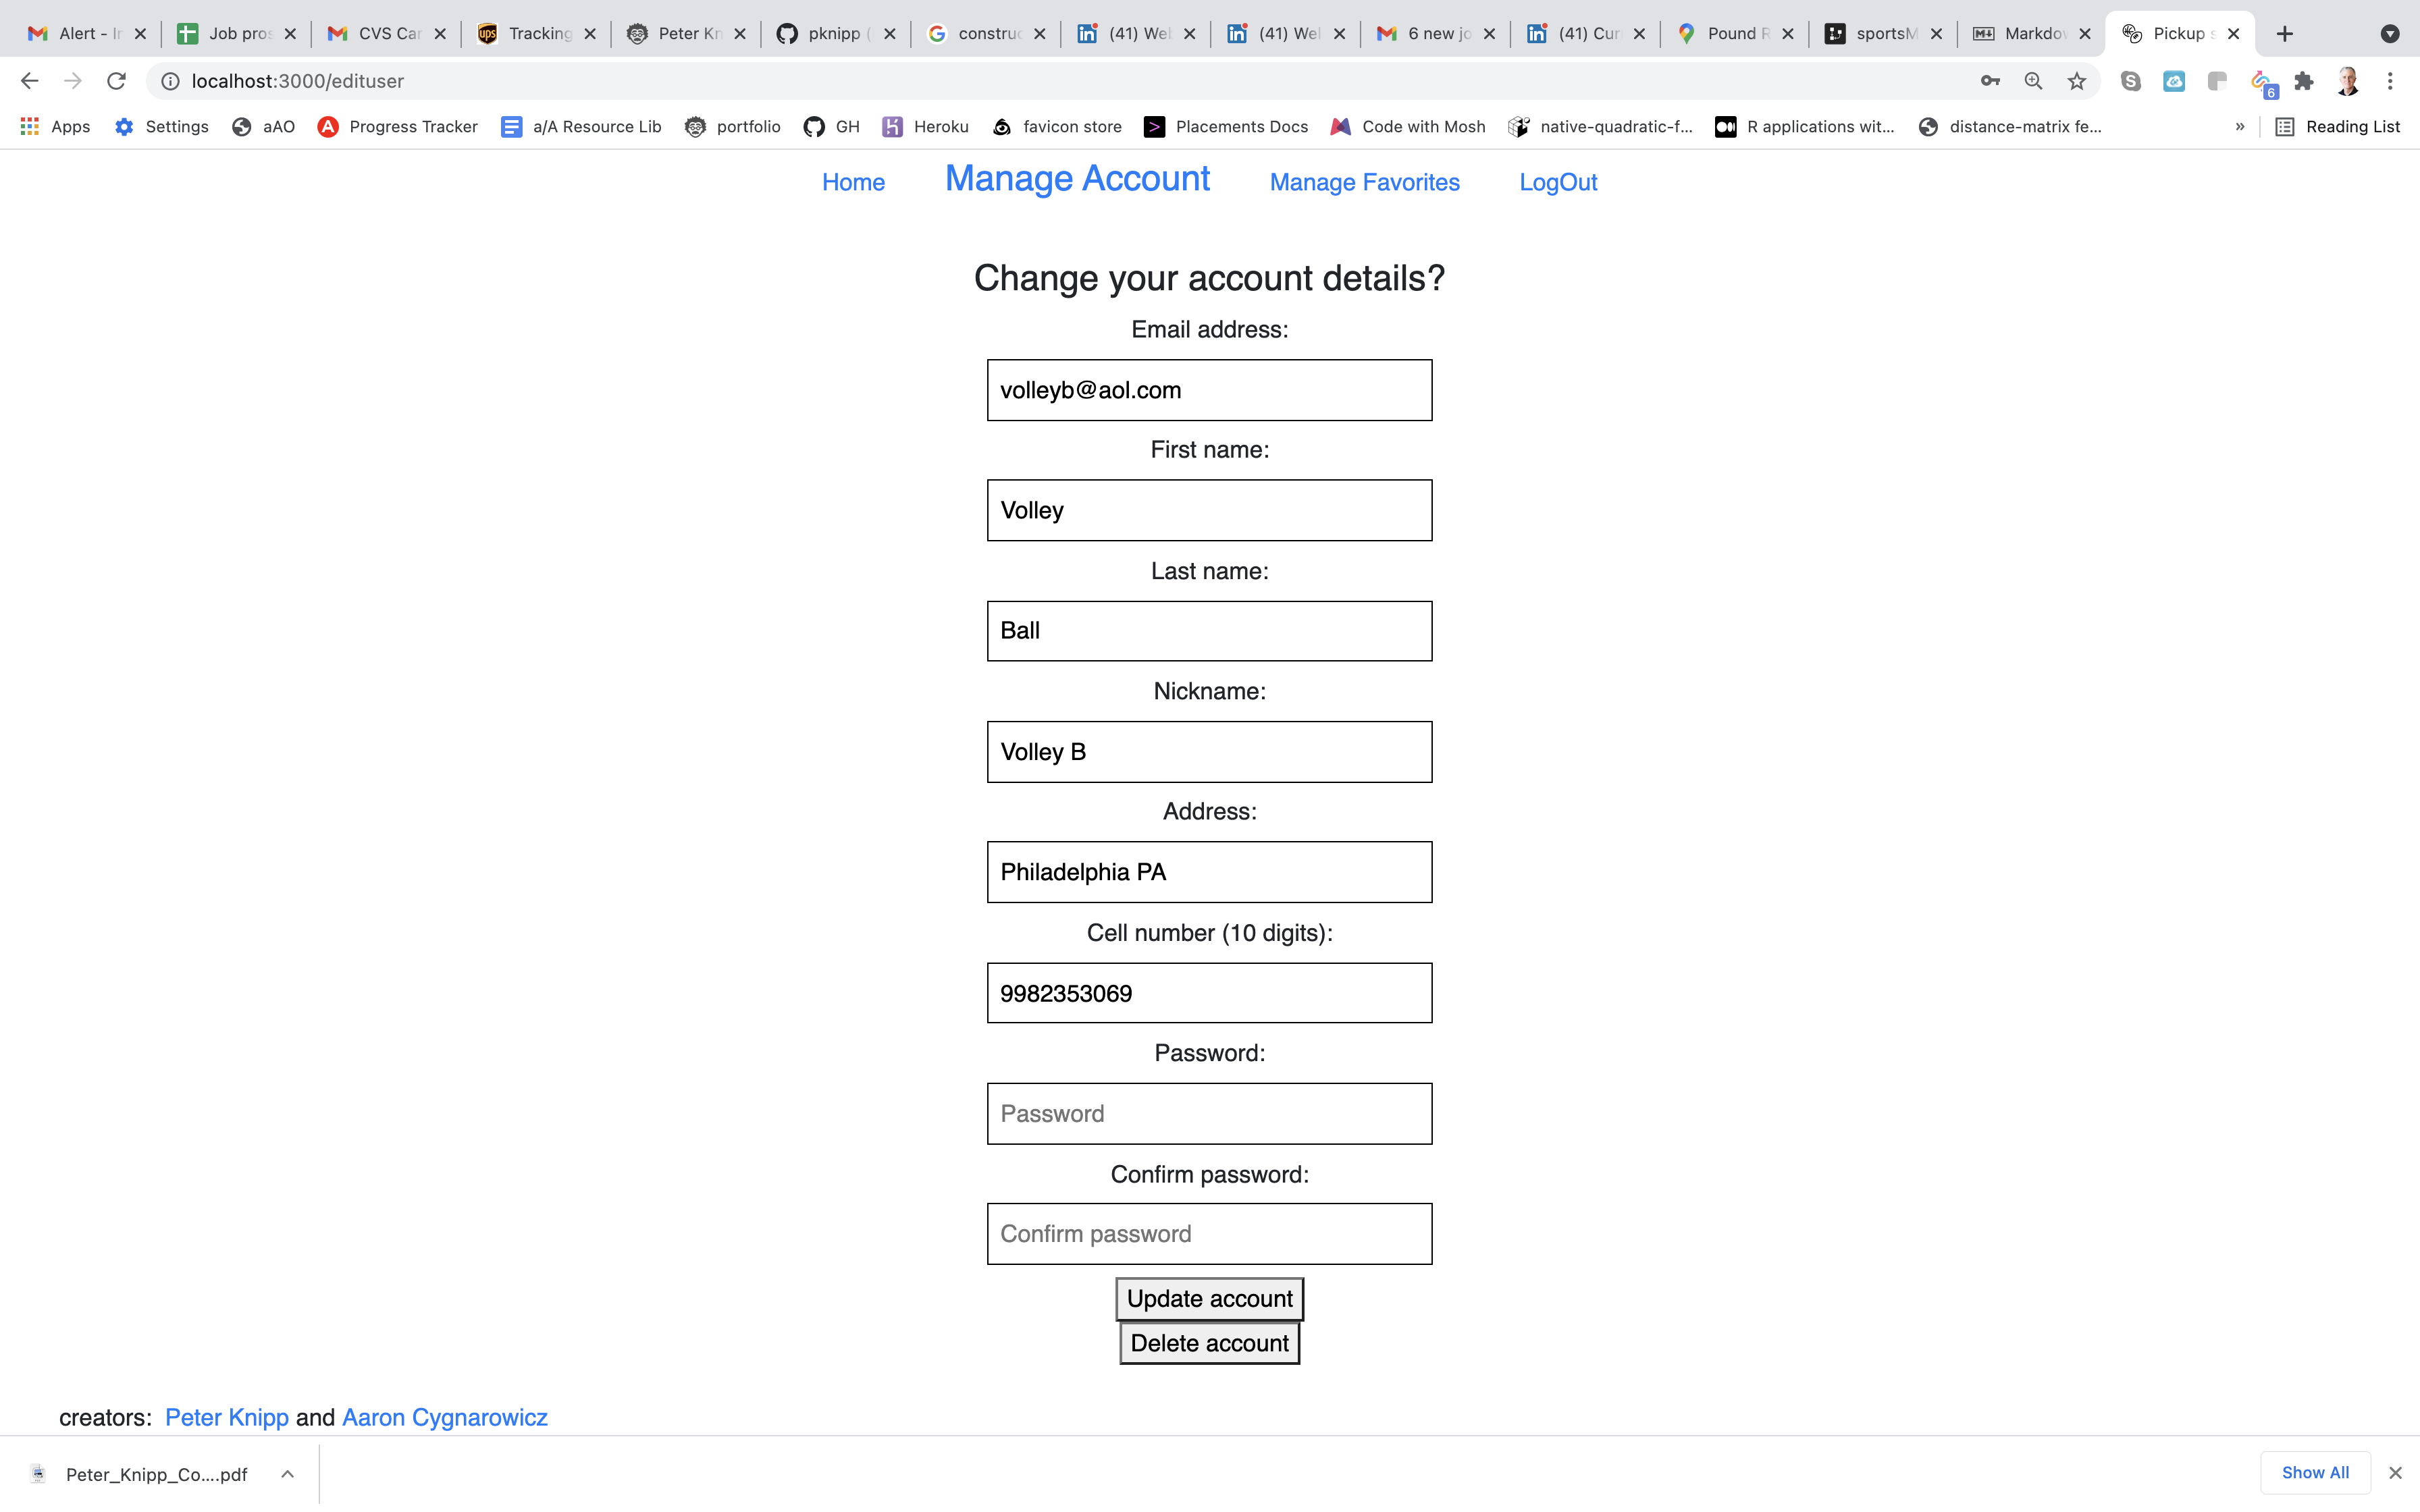 Alert - In
Job pros
CVS Car
Tracking
Peter Kn
pknipp (
construc
(41) Web
(41) Wel
6 new jo
(41) Cur
Pound R
sportsM
Markdow
Pickup s
localhost:3000/edituser
6
Apps
Settings
aAO
Progress Tracker
a/A Resource Lib
portfolio
GH
Heroku
favicon store
Placements Docs
Code with Mosh
native-quadratic-f...
R applications wit...
distance-matrix fe...
»
Reading List
Home
Manage Account
Manage Favorites
LogOut
Change your account details?
Email address:
volleyb@aol.com
First name:
Volley
Last name:
Ball
Nickname:
Volley B
Address:
Philadelphia PA
Cell number (10 digits):
9982353069
Password:
Password
Confirm password:
Confirm password
Update account
Delete account
creators: Peter Knipp and Aaron Cygnarowicz
Peter_Knipp_Co....pdf
Show All